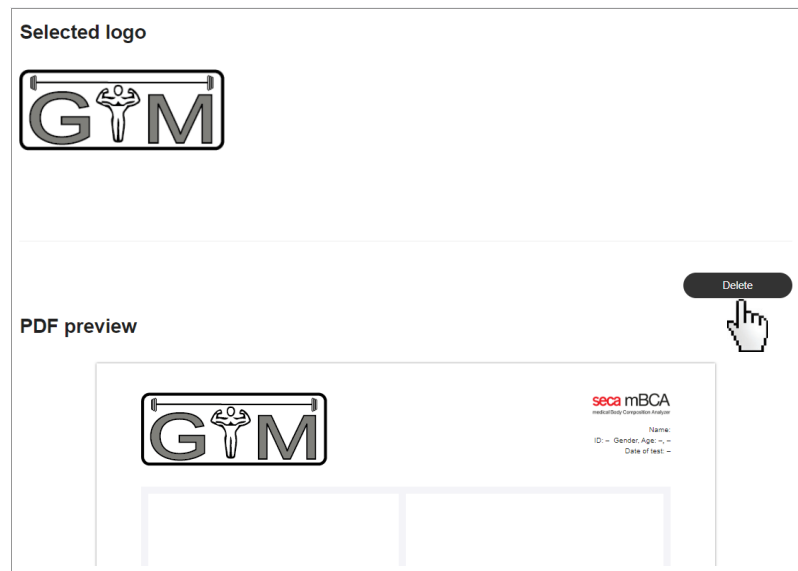 Selected logo
GYM
Delete
PDF preview
GYM
seca mBCA
medical Body Composition Analyzer
Name:
ID: – Gender, Age: –, –
Date of test: –